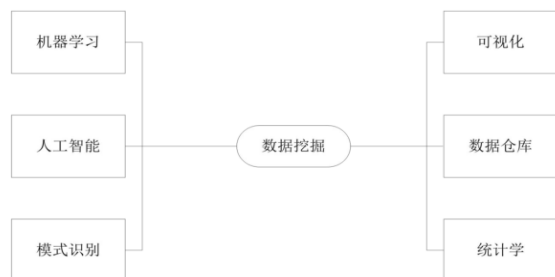 机器学习
可视化
人工智能
数据挖掘
数据仓库
模式识别
统计学